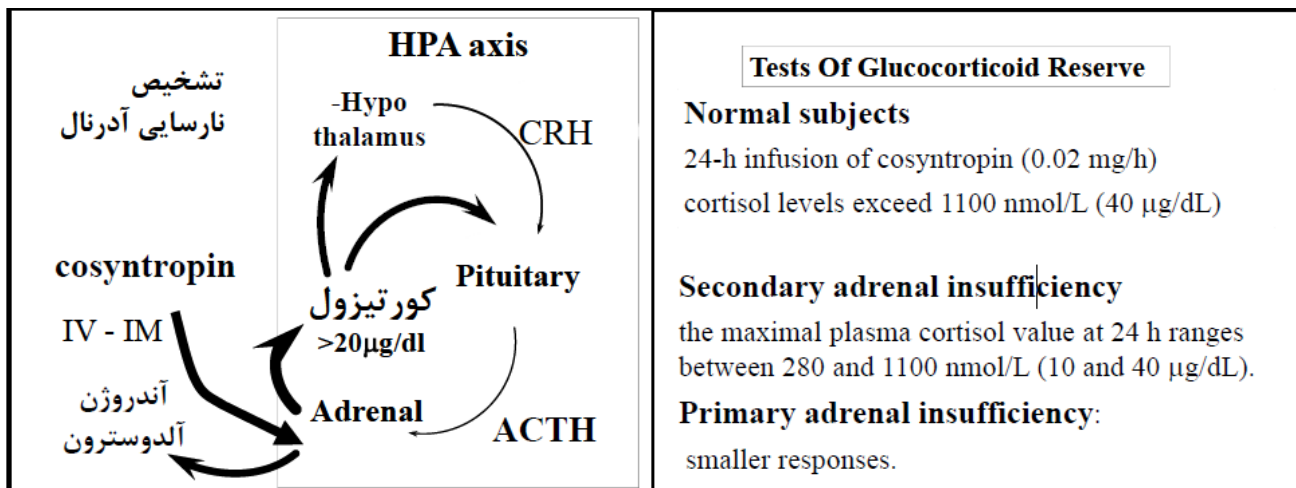 HPA axis
تشخیص
نارسایی آدرنال
-Hypo
thalamus
CRH
cosyntropin
IV - IM
کورتیزول
>20µg/dl
Pituitary
آندروژن
آلدوسترون
Adrenal
ACTH
Tests Of Glucocorticoid Reserve
Normal subjects
24-h infusion of cosyntropin (0.02 mg/h)
cortisol levels exceed 1100 nmol/L (40 µg/dL)
Secondary adrenal insufficiency
the maximal plasma cortisol value at 24 h ranges
between 280 and 1100 nmol/L (10 and 40 µg/dL).
Primary adrenal insufficiency:
smaller responses.